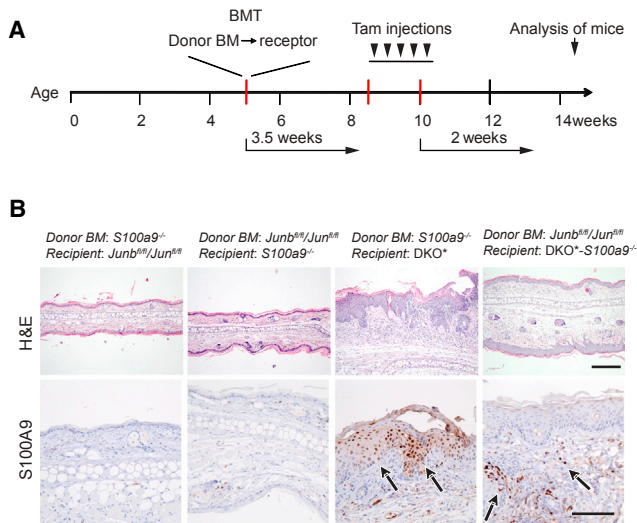 A
BMT
Donor BM → receptor
Tam injections
Analysis of mice
Age
0 2 4 6 8 10 12 14weeks
3.5 weeks
2 weeks
B
Donor BM: S100a9-/-
Recipient: Junbfl/fl/Junfl/fl
Donor BM: Junbfl/fl/Junfl/fl
Recipient: S100a9-/-
Donor BM: S100a9-/-
Recipient: DKO*
Donor BM: Junbfl/fl/Junfl/fl
Recipient: DKO*-S100a9-/-
H&E
S100A9